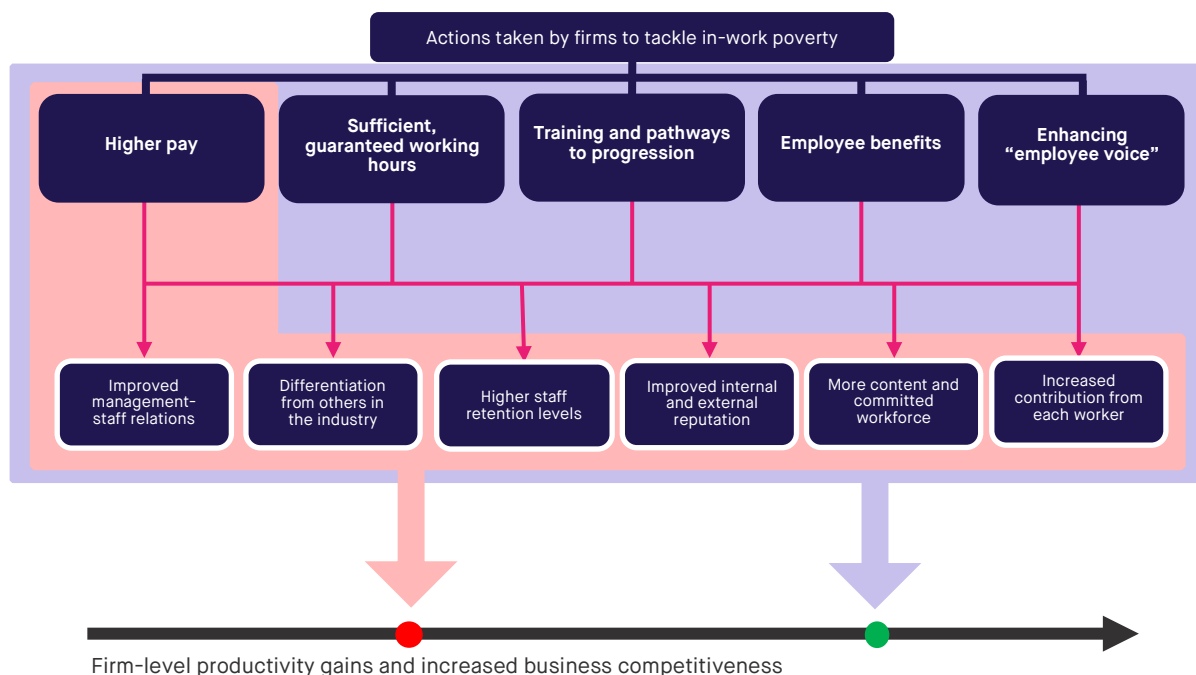 Actions taken by firms to tackle in-work poverty
Higher pay
Sufficient,
guaranteed working
hours
Training and pathways
to progression
Employee benefits
Enhancing
“employee voice”
Improved
management-
staff relations
Differentiation
from others in
the industry
Higher staff
retention levels
Improved internal
and external
reputation
More content and
committed
workforce
Increased
contribution from
each worker
Firm-level productivity gains and increased business competitiveness